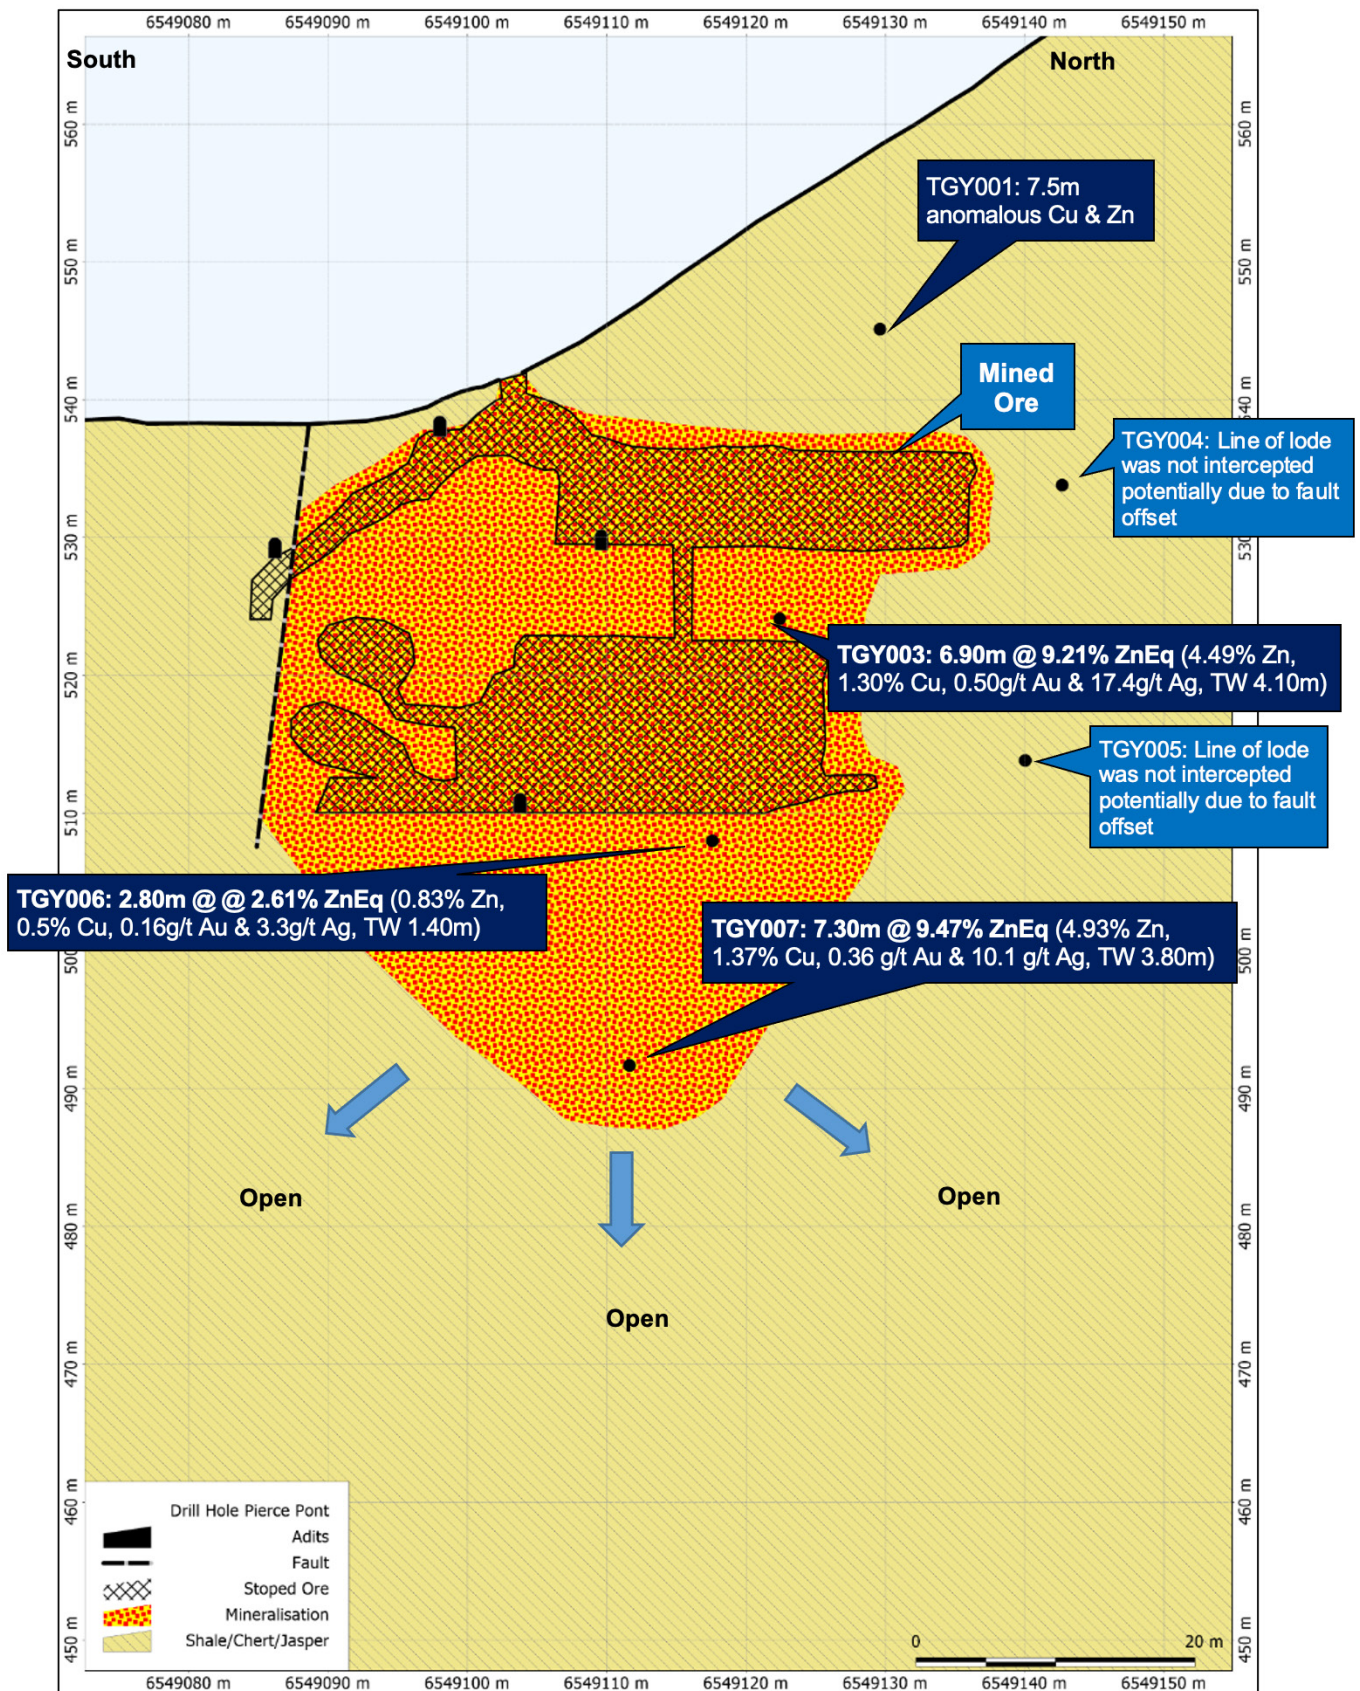 6549080 m 6549090 m 6549100 m 6549110 m 6549120 m 6549130 m 6549140 m 6549150 m
South
North
560 m
560 m
TGY001: 7.5m
anomalous Cu & Zn
550 m
550 m
Mined
Ore
540 m
40 m
TGY004: Line of lode
was not intercepted
potentially due to fault
offset
530 m
530
TGY003: 6.90m @ 9.21% ZnEq (4.49% Zn,
1.30% Cu, 0.50g/t Au & 17.4g/t Ag, TW 4.10m)
520 m
TGY005: Line of lode
was not intercepted
potentially due to fault
offset
510 m
TGY006: 2.80m @ @ 2.61% ZnEq (0.83% Zn,
0.5% Cu, 0.16g/t Au & 3.3g/t Ag, TW 1.40m)
TGY007: 7.30m @ 9.47% ZnEq (4.93% Zn,
1.37% Cu, 0.36 g/t Au & 10.1 g/t Ag, TW 3.80m)
500
500 m
490 m
490 m
Open
Open
480 m
480 m
Open
470 m
470 m
460 m
460 m
Drill Hole Pierce Pont
Adits
Fault
Stoped Ore
Mineralisation
Shale/Chert/Jasper
450 m
450 m
0 20 m
6549080 m 6549090 m 6549100 m 6549110 m 6549120 m 6549130 m 6549140 m 6549150 m